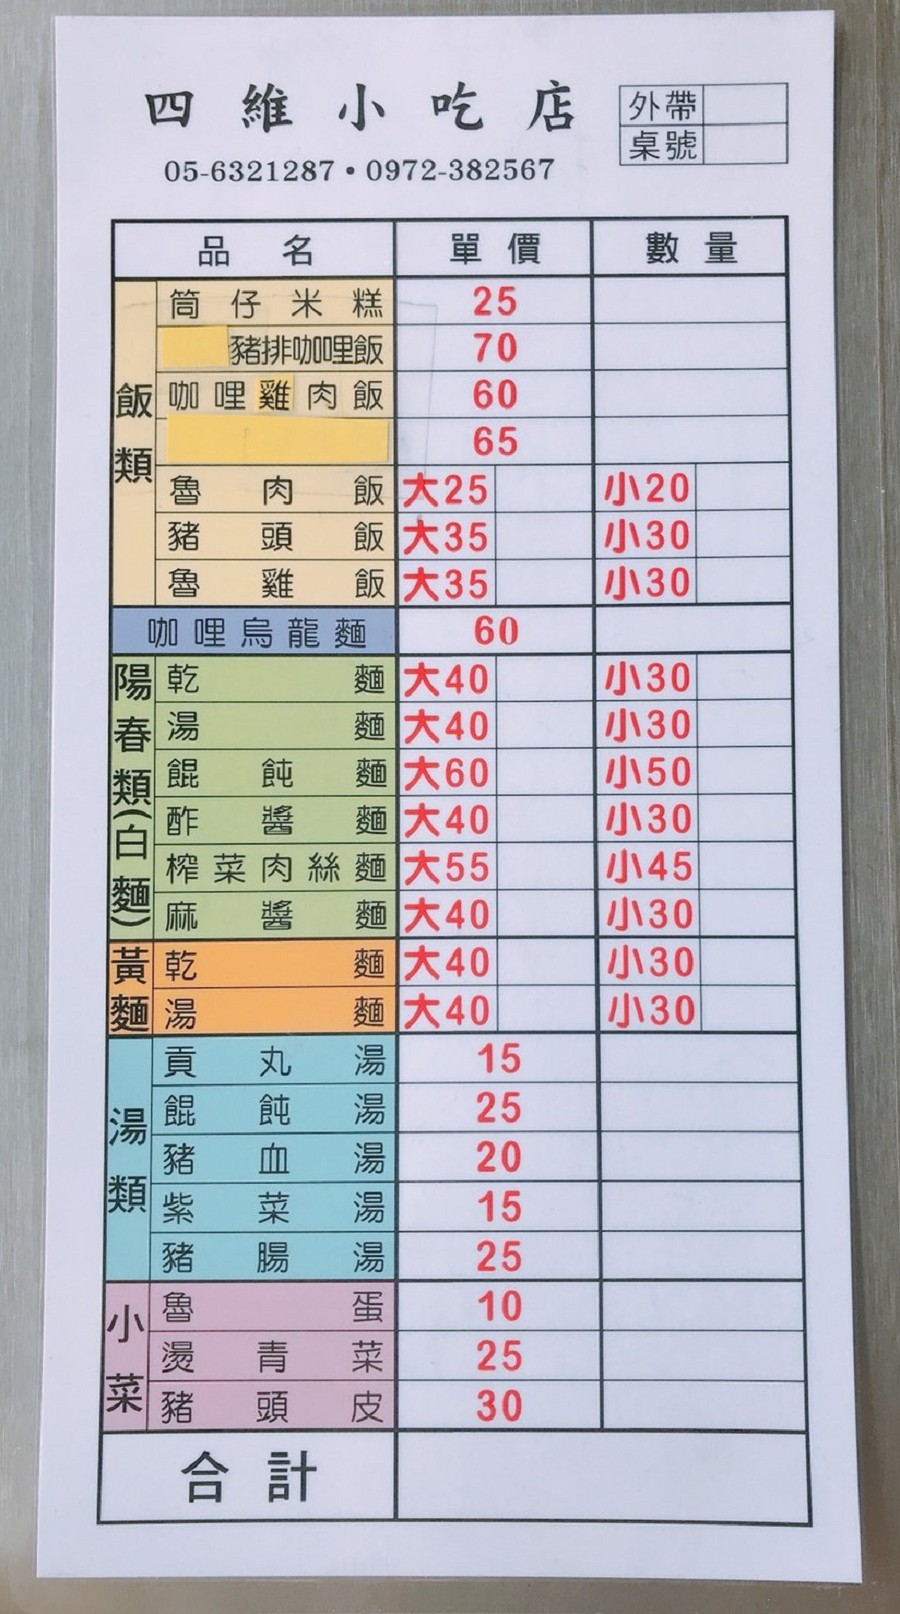 四維小吃店
外帶
桌號
05-6321287•0972-382567
品名 單價 數量
飯類
筒仔米糕 25
豬排咖哩飯 70
咖哩雞肉飯 60
65
魯肉飯 大25 小20
豬頭飯 大35 小30
魯雞飯 大35 小30
咖哩烏龍麵 60
陽春類(白麵)
乾麵 大40 小30
湯麵 大40 小30
餛飩麵 大60 小50
酢醬麵 大40 小30
榨菜肉絲麵 大55 小45
麻醬麵 大40 小30
黃麵
乾麵 大40 小30
湯麵 大40 小30
湯類
貢丸湯 15
餛飩湯 25
豬血湯 20
紫菜湯 15
豬腸湯 25
小菜
魯蛋 10
燙青菜 25
豬頭皮 30
合計